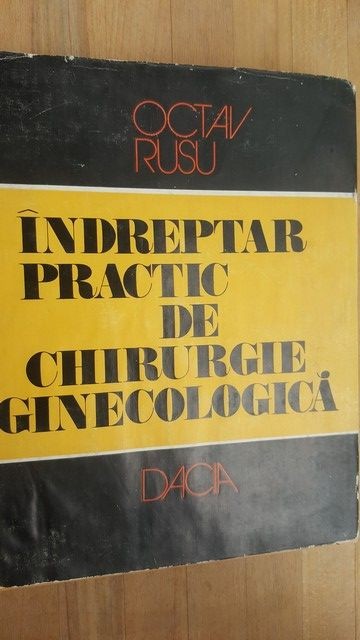 OCTAV
RUSU
ÎNDREPTAR
PRACTIC
DE
CHIRURGIE
GINECOLOGICĂ
DACIA